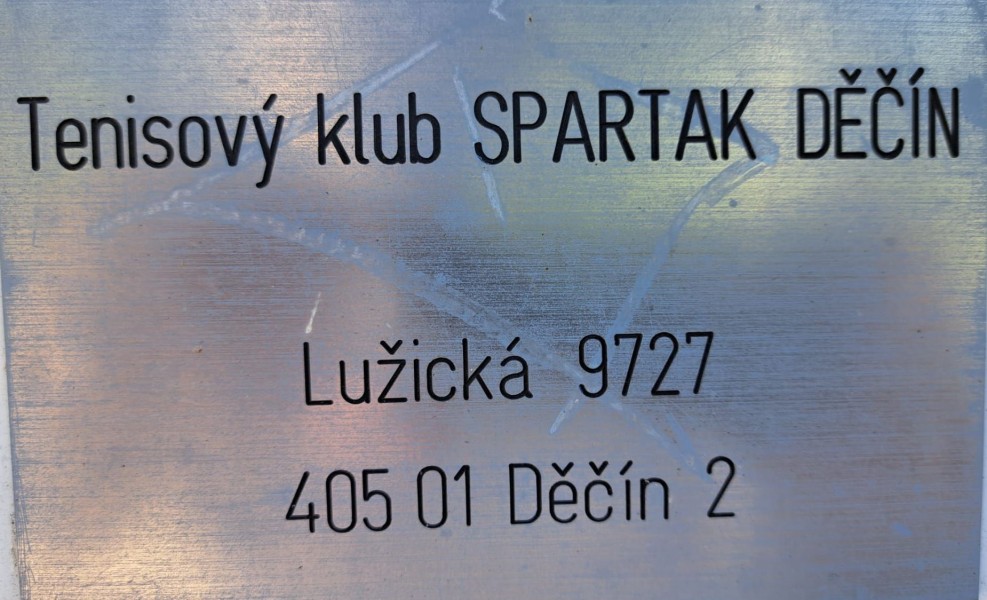 Tenisový klub SPARTAK DĚČÍN
Lužická 9727
405 01 Děčín 2